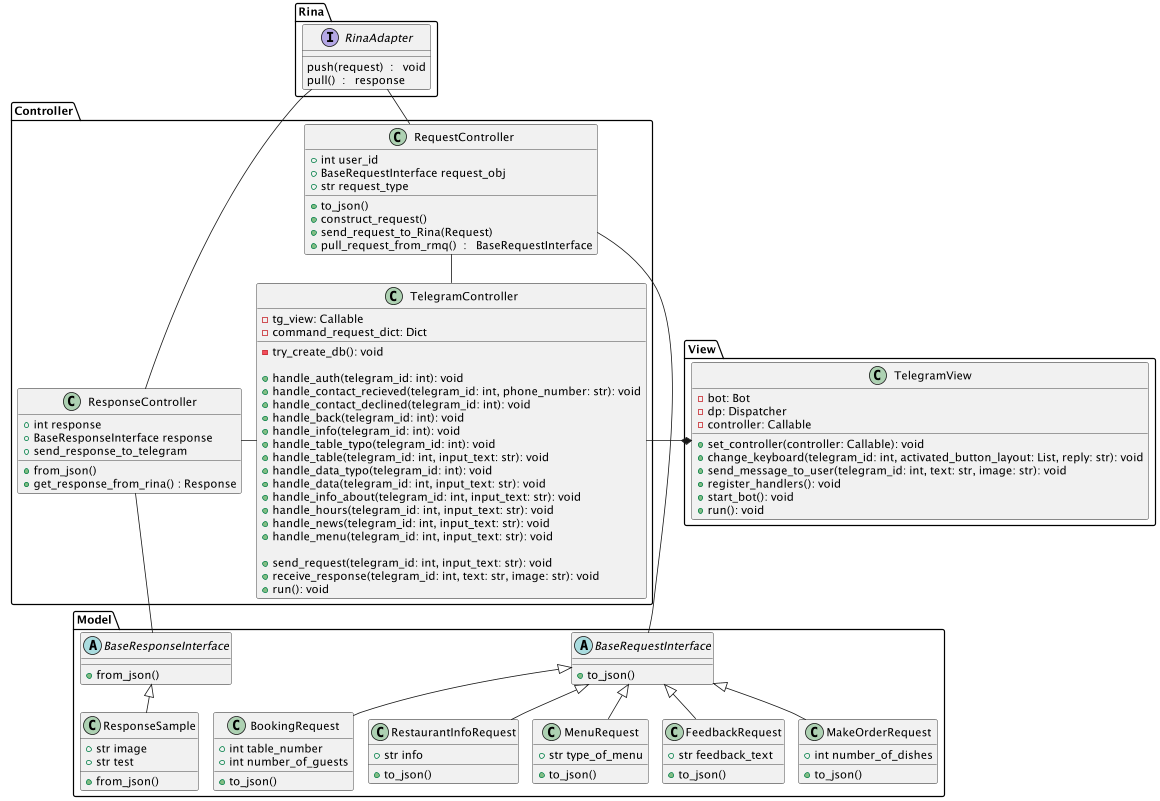 Rina
I RinaAdapter
push(request) : void
pull() : response
Controller
C RequestController
int user_id
BaseRequestInterface request_obj
str request_type
to_json()
construct_request()
send_request_to_Rina(Request)
pull_request_from_rmq() : BaseRequestInterface
C TelegramController
tg_view: Callable
command_request_dict: Dict
try_create_db(): void
handle_auth(telegram_id: int): void
handle_contact_recieved(telegram_id: int, phone_number: str): void
handle_contact_declined(telegram_id: int): void
handle_back(telegram_id: int): void
handle_info(telegram_id: int): void
handle_table_typo(telegram_id: int): void
handle_table(telegram_id: int, input_text: str): void
handle_data_typo(telegram_id: int): void
handle_data(telegram_id: int, input_text: str): void
handle_info_about(telegram_id: int, input_text: str): void
handle_hours(telegram_id: int, input_text: str): void
handle_news(telegram_id: int, input_text: str): void
handle_menu(telegram_id: int, input_text: str): void
send_request(telegram_id: int, input_text: str): void
receive_response(telegram_id: int, text: str, image: str): void
run(): void
C ResponseController
int response
BaseResponseInterface response
send_response_to_telegram
from_json()
get_response_from_rina() : Response
View
C TelegramView
bot: Bot
dp: Dispatcher
controller: Callable
set_controller(controller: Callable): void
change_keyboard(telegram_id: int, activated_button_layout: List, reply: str): void
send_message_to_user(telegram_id: int, text: str, image: str): void
register_handlers(): void
start_bot(): void
run(): void
Model
A BaseResponseInterface
from_json()
A BaseRequestInterface
to_json()
C ResponseSample
str image
str test
from_json()
C BookingRequest
int table_number
int number_of_guests
to_json()
C RestaurantInfoRequest
str info
to_json()
C MenuRequest
str type_of_menu
to_json()
C FeedbackRequest
str feedback_text
to_json()
C MakeOrderRequest
int number_of_dishes
to_json()